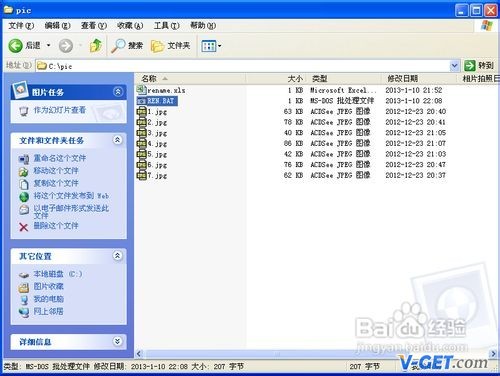 pic
文件(F) 编辑(E) 查看(V) 收藏(A) 工具(T) 帮助(H)
后退 搜索 文件夹
地址(D) C:\pic 转到
图片任务
作为幻灯片查看
文件和文件夹任务
重命名这个文件
移动这个文件
复制这个文件
将这个文件发布到 Web
以电子邮件形式发送此
文件
删除这个文件
其它位置
本地磁盘 (C:)
图片收藏
我的电脑
网上邻居
详细信息
名称 大小 类型 修改日期 相片拍照日
rename.xls 1 KB Microsoft Excel... 2013-1-10 21:52
REN.BAT 1 KB MS-DOS 批处理文件 2013-1-10 22:08
1.jpg 63 KB ACDSee JPEG 图像 2012-12-23 20:40
2.jpg 78 KB ACDSee JPEG 图像 2012-12-23 20:41
3.jpg 40 KB ACDSee JPEG 图像 2012-12-23 21:05
4.jpg 86 KB ACDSee JPEG 图像 2012-12-23 21:07
5.jpg 42 KB ACDSee JPEG 图像 2012-12-23 21:03
6.jpg 76 KB ACDSee JPEG 图像 2012-12-23 20:47
7.jpg 62 KB ACDSee JPEG 图像 2012-12-23 20:37
Baidu 经验
jingyan.baidu.com
V-GET.com
类型: MS-DOS 批处理文件 修改日期: 2013-1-10 22:08 大小: 207 字节 207 字节